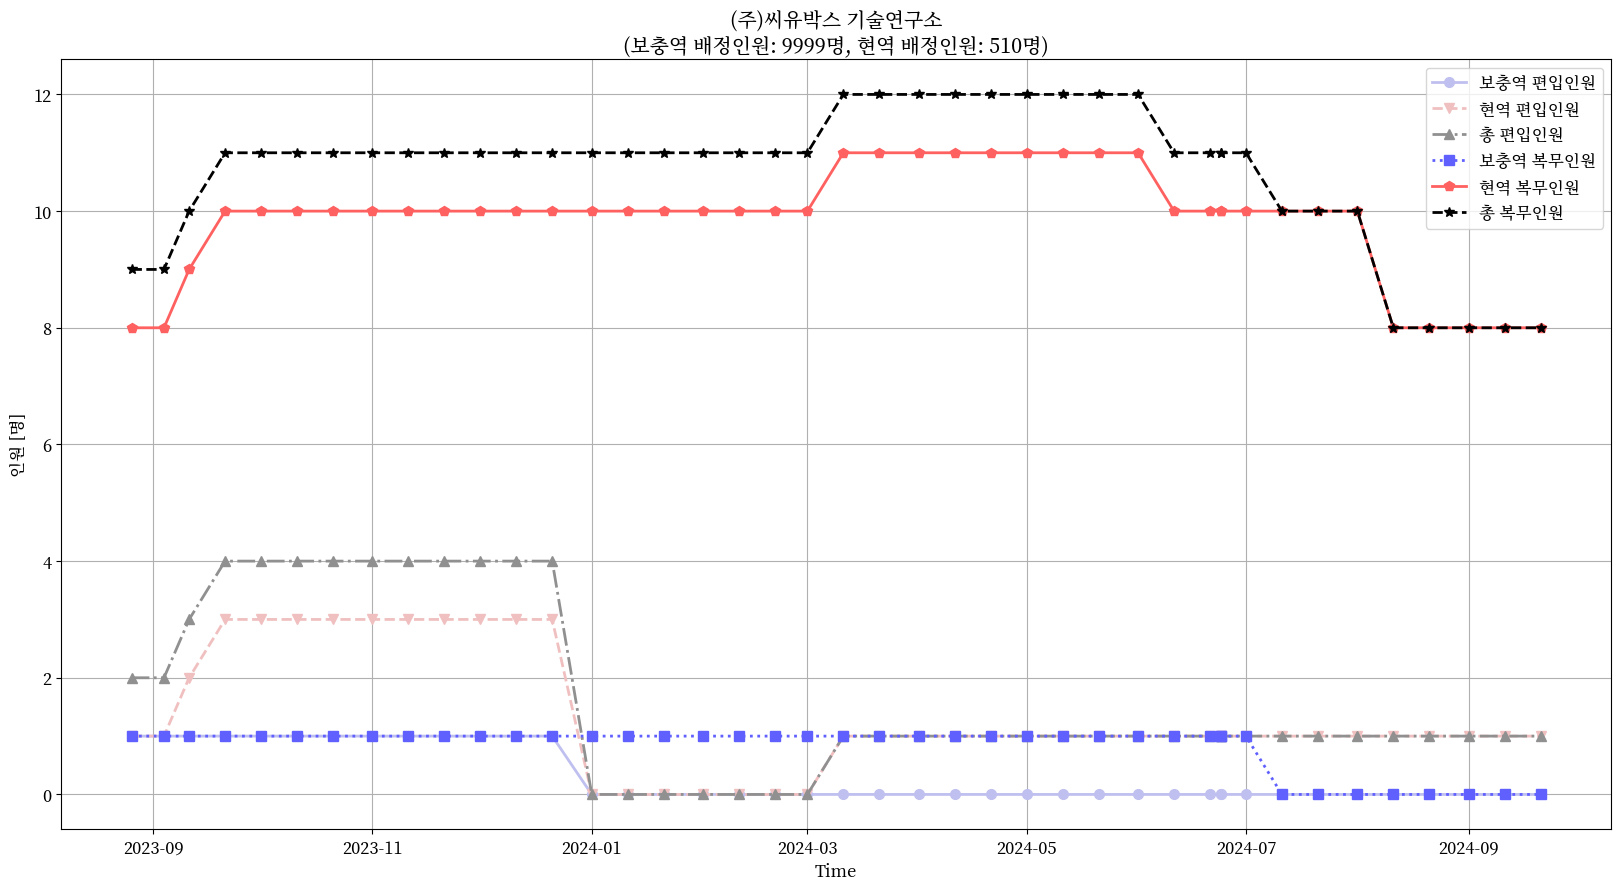 (주)씨유박스 기술연구소
(보충역 배정인원: 9999명, 현역 배정인원: 510명)
보충역 편입인원
현역 편입인원
총 편입인원
보충역 복무인원
현역 복무인원
총 복무인원
12
10
8
6
4
2
0
인원 [명]
2023-09
2023-11
2024-01
2024-03
2024-05
2024-07
2024-09
Time